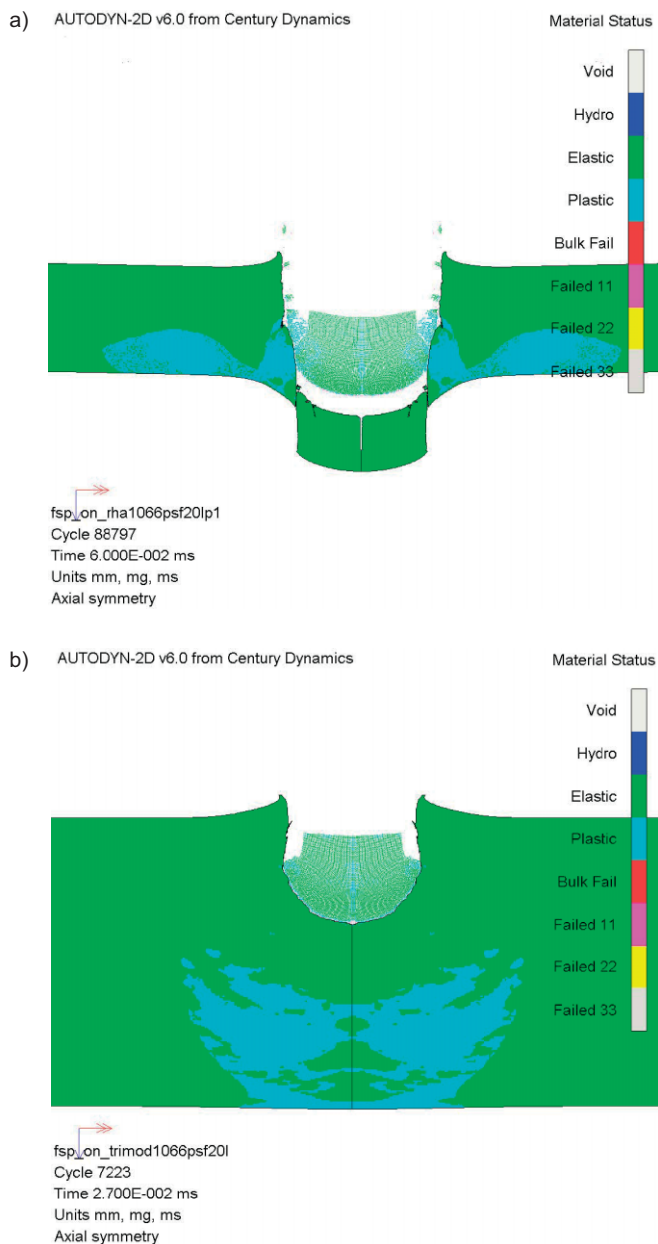 a)
AUTODYN-2D v6.0 from Century Dynamics
Material Status
Void
Hydro
Elastic
Plastic
Bulk Fail
Failed 11
Failed 22
Failed 33
fsp_on_rha1066psf20lp1
Cycle 88797
Time 6.000E-002 ms
Units mm, mg, ms
Axial symmetry
b)
AUTODYN-2D v6.0 from Century Dynamics
Material Status
Void
Hydro
Elastic
Plastic
Bulk Fail
Failed 11
Failed 22
Failed 33
fsp_on_trimod1066psf20l
Cycle 7223
Time 2.700E-002 ms
Units mm, mg, ms
Axial symmetry